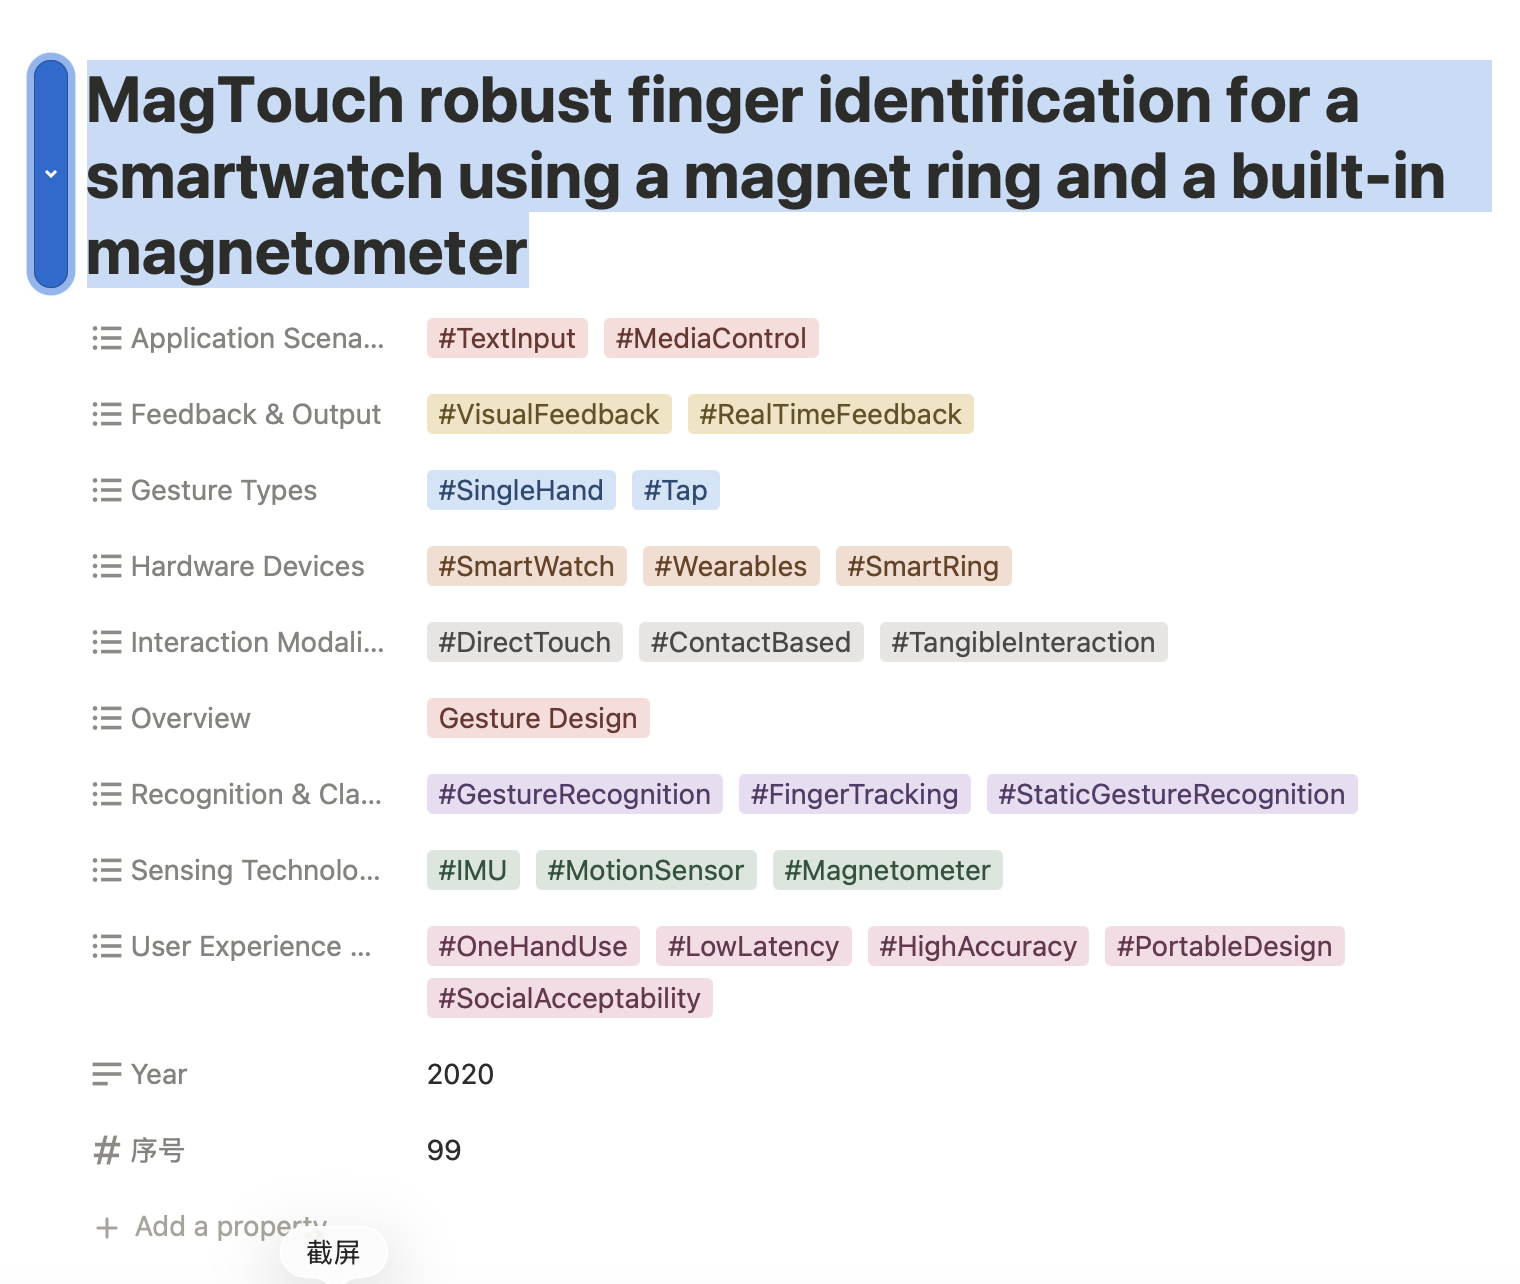 MagTouch robust finger identification for a
smartwatch using a magnet ring and a built-in
magnetometer
Application Scena... #TextInput #MediaControl
Feedback & Output #VisualFeedback #RealTimeFeedback
Gesture Types #SingleHand #Tap
Hardware Devices #SmartWatch #Wearables #SmartRing
Interaction Modali... #DirectTouch #ContactBased #TangibleInteraction
Overview Gesture Design
Recognition & Cla... #GestureRecognition #FingerTracking #StaticGestureRecognition
Sensing Technolo... #IMU #MotionSensor #Magnetometer
User Experience ... #OneHandUse #LowLatency #HighAccuracy #PortableDesign
#SocialAcceptability
Year 2020
序号 99
+ Add a property
截屏